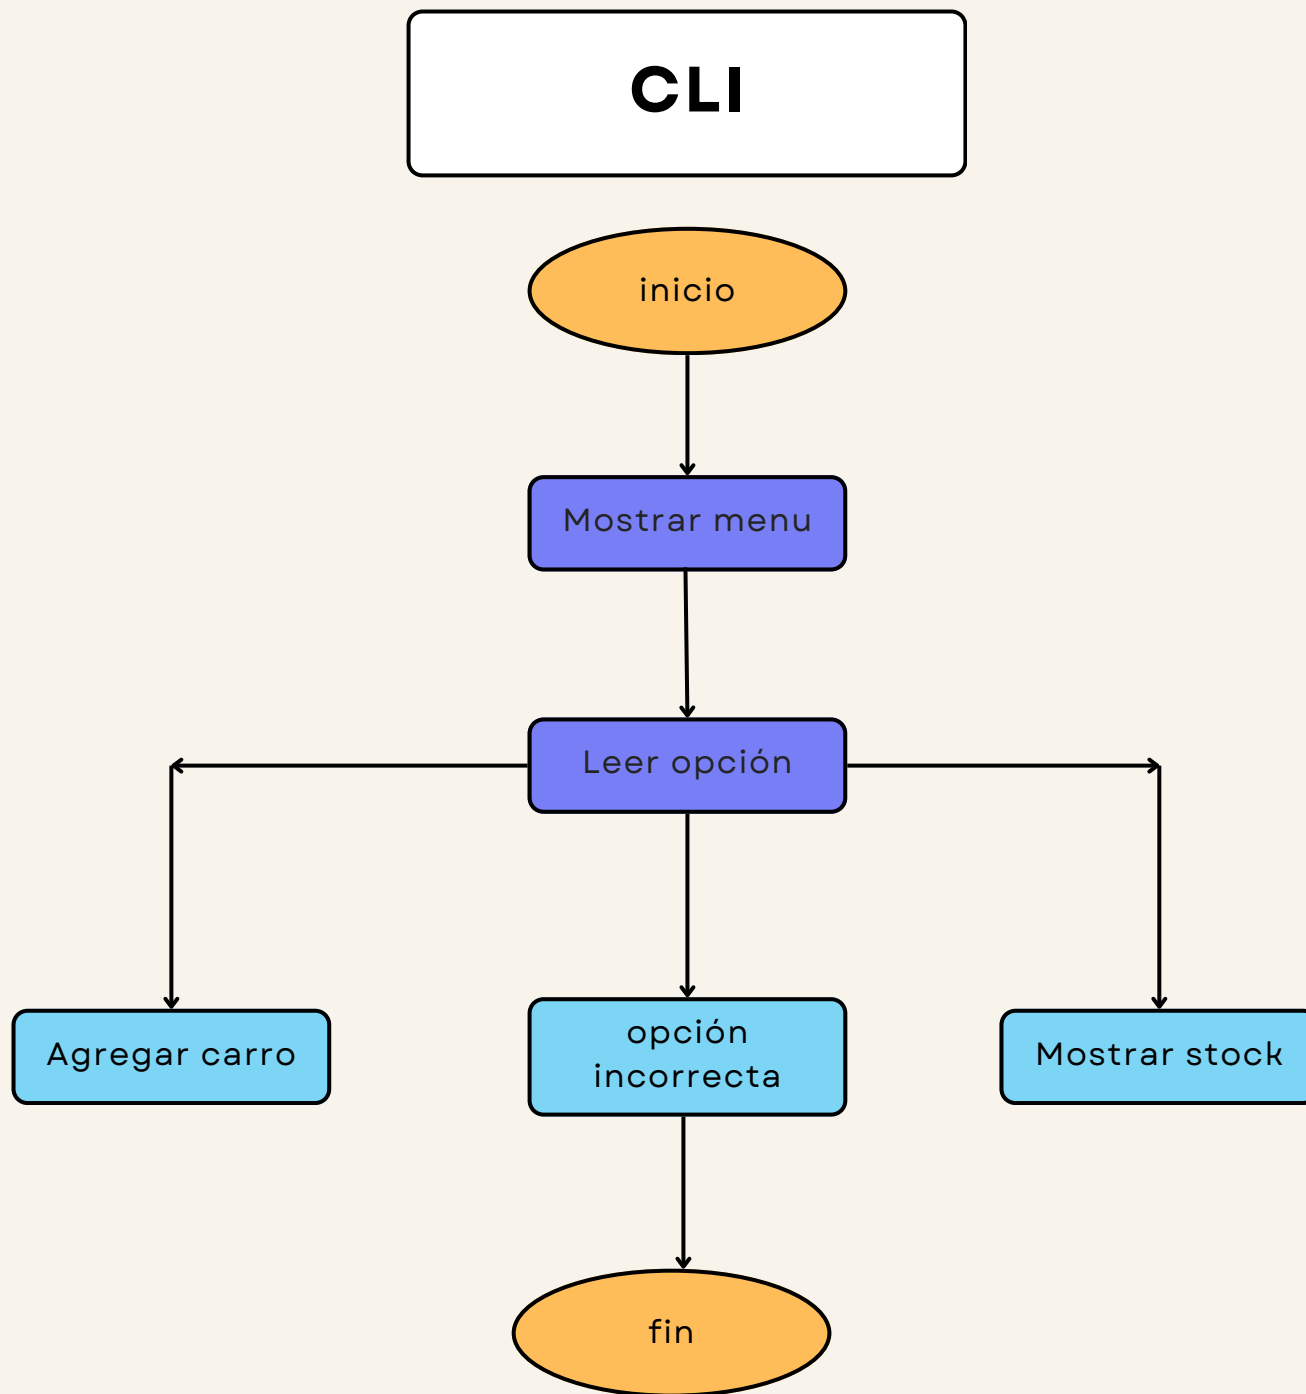 CLI
inicio
Mostrar menu
Leer opción
Agregar carro
opción
incorrecta
Mostrar stock
fin